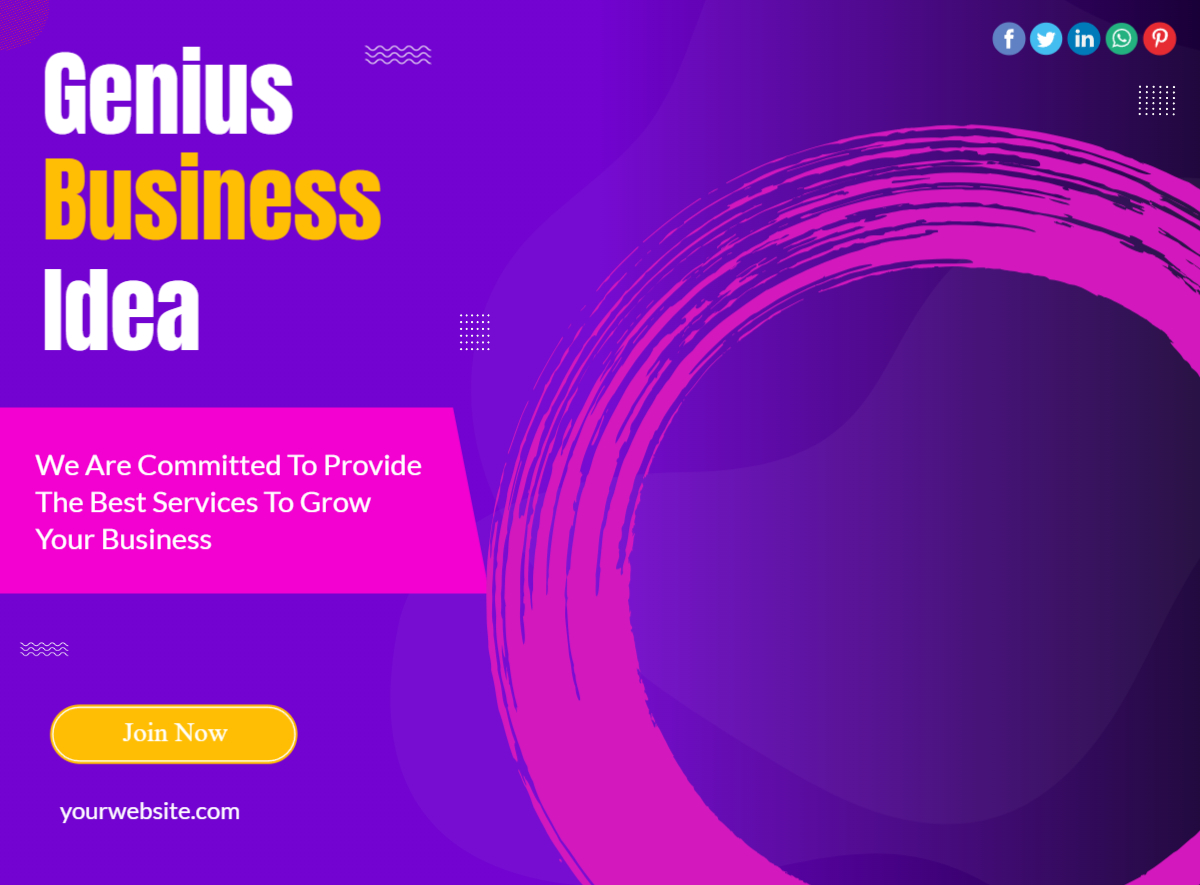 Genius
Business
Idea
We Are Committed To Provide
The Best Services To Grow
Your Business
Join Now
yourwebsite.com